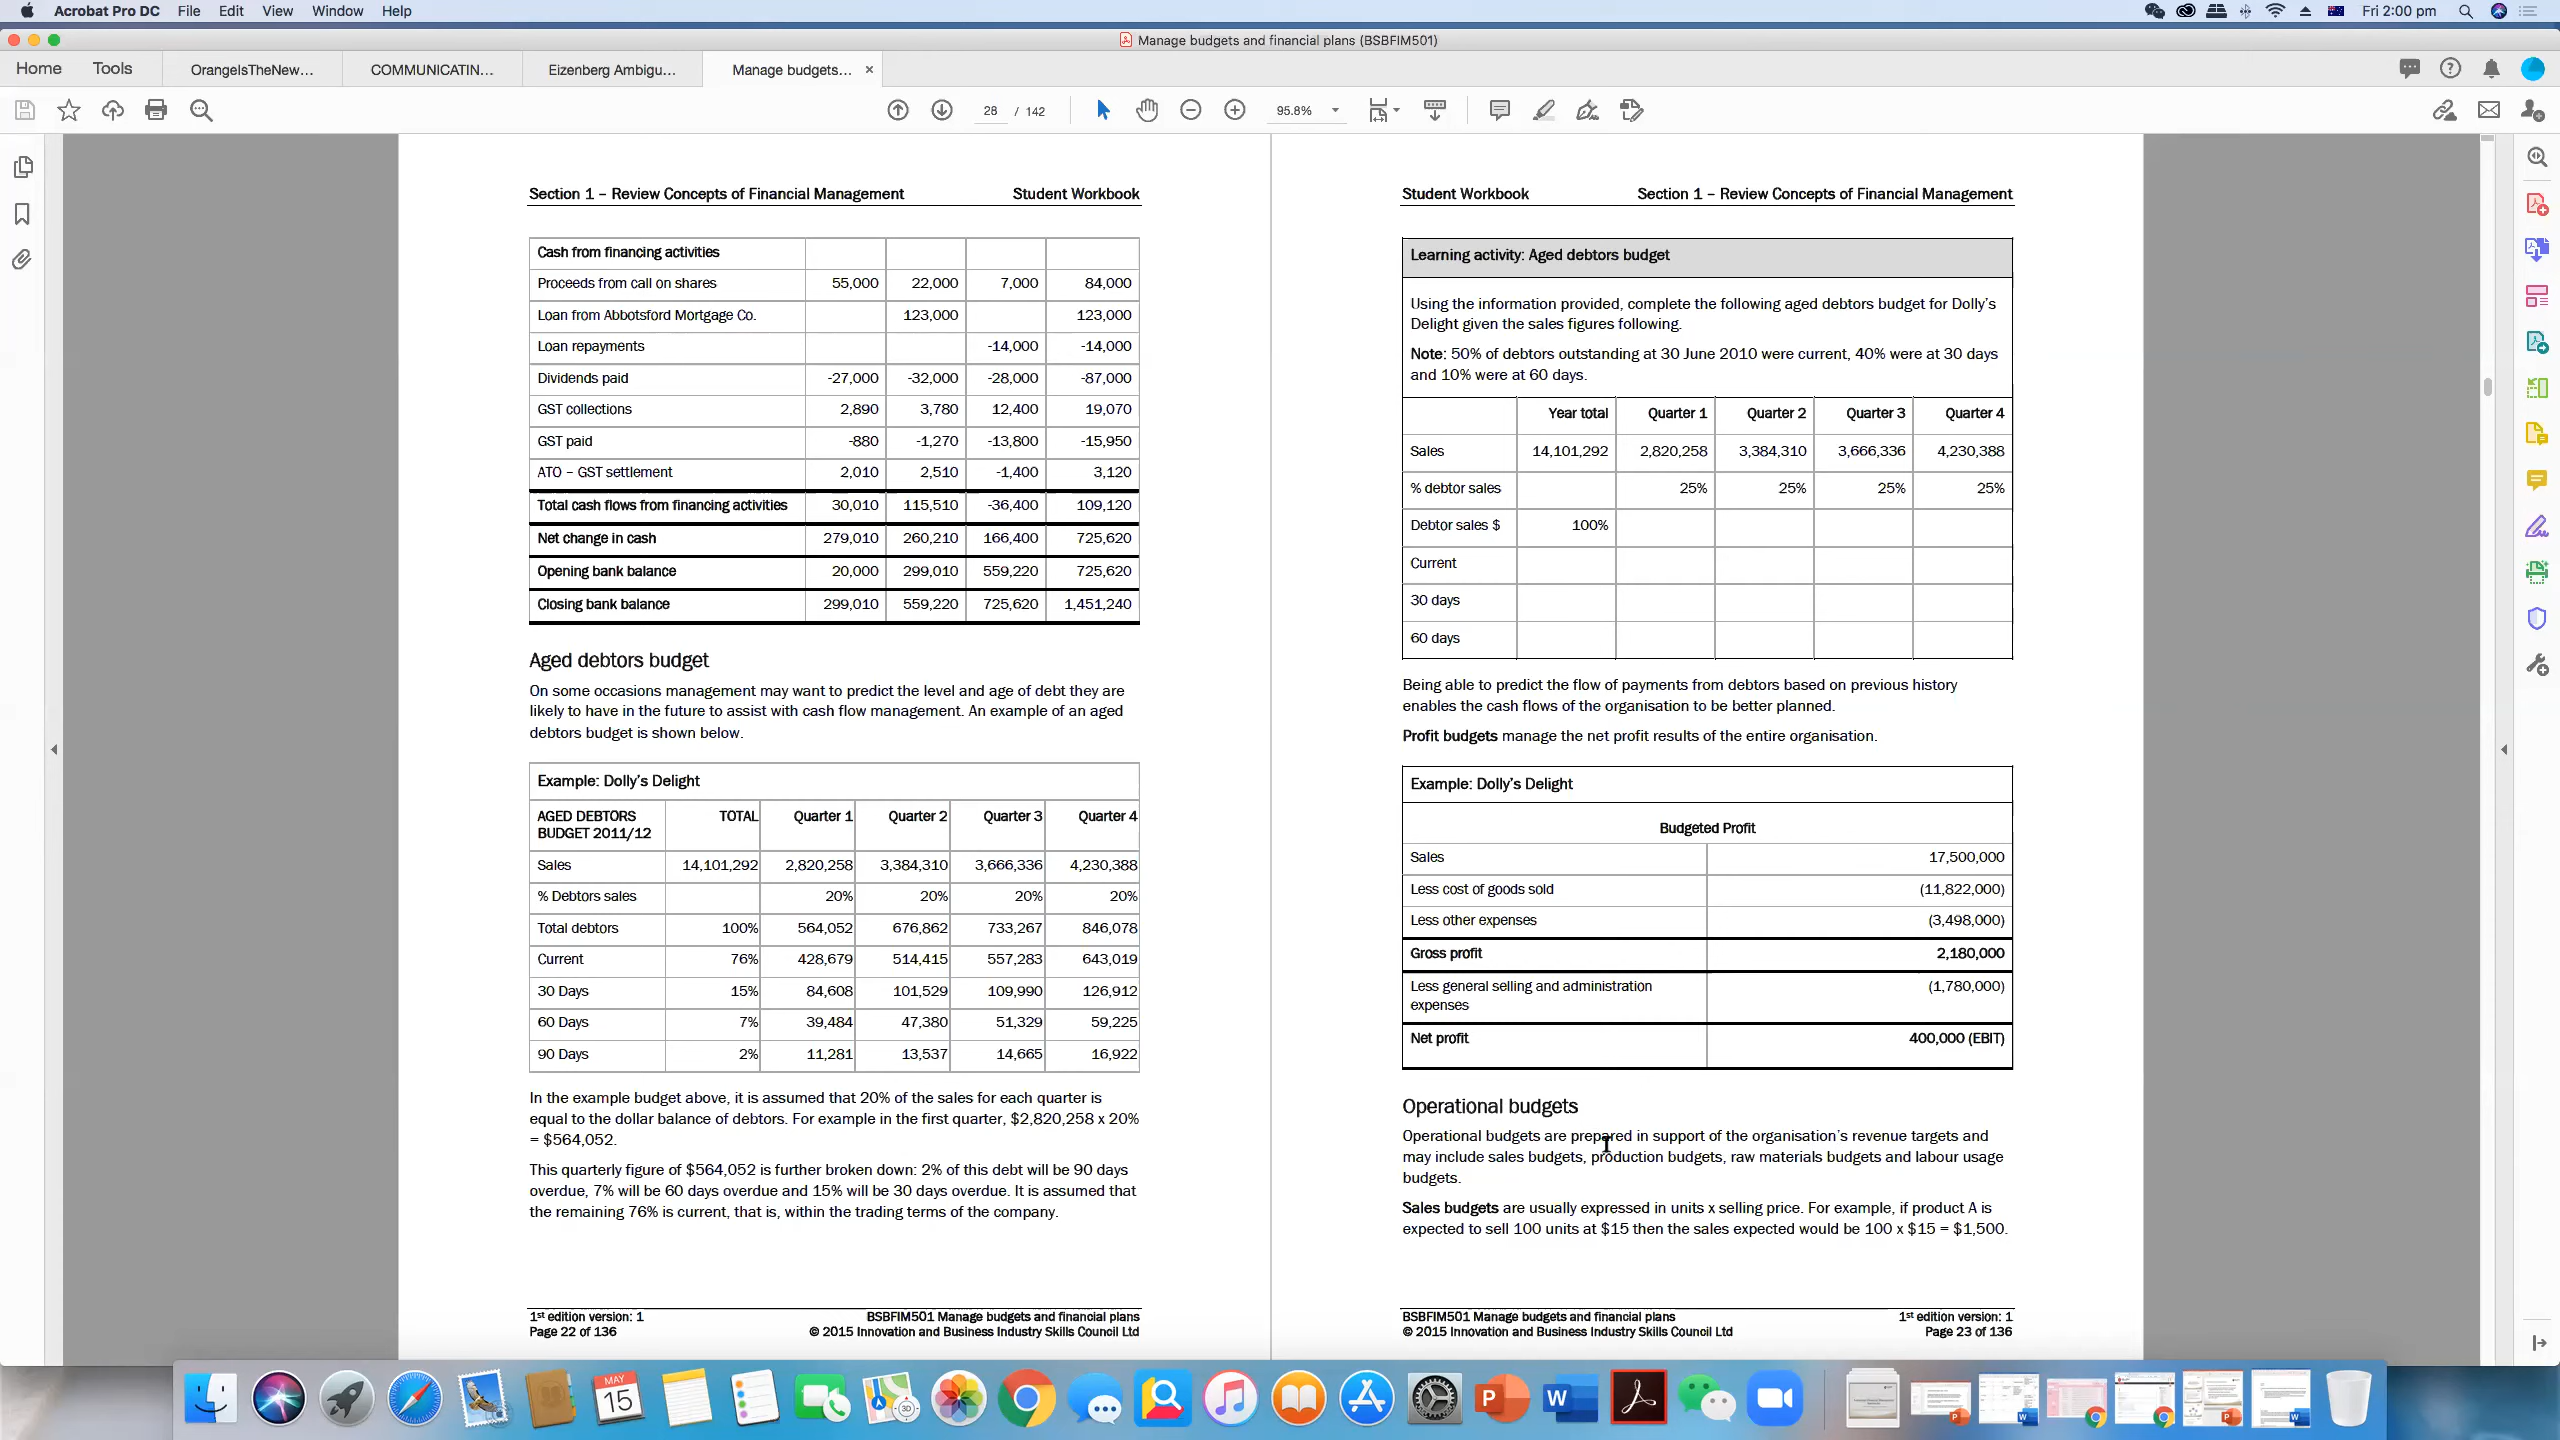 Acrobat Pro DC File Edit View Window Help
Fri 2:00 pm
Manage budgets and financial plans (BSBFIM501)
Home Tools OrangeIsTheNew... COMMUNICATIN... Eizenberg Ambigu... Manage budgets... ×
28 / 142 95.8%
Section 1 – Review Concepts of Financial Management Student Workbook
Cash from financing activities
Proceeds from call on shares 55,000 22,000 7,000 84,000
Loan from Abbotsford Mortgage Co. 123,000 123,000
Loan repayments -14,000 -14,000
Dividends paid -27,000 -32,000 -28,000 -87,000
GST collections 2,890 3,780 12,400 19,070
GST paid -880 -1,270 -13,800 -15,950
ATO – GST settlement 2,010 2,510 -1,400 3,120
Total cash flows from financing activities 30,010 115,510 -36,400 109,120
Net change in cash 279,010 260,210 166,400 725,620
Opening bank balance 20,000 299,010 559,220 725,620
Closing bank balance 299,010 559,220 725,620 1,451,240
Aged debtors budget
On some occasions management may want to predict the level and age of debt they are
likely to have in the future to assist with cash flow management. An example of an aged
debtors budget is shown below.
Example: Dolly's Delight
AGED DEBTORS TOTAL Quarter 1 Quarter 2 Quarter 3 Quarter 4
BUDGET 2011/12
Sales 14,101,292 2,820,258 3,384,310 3,666,336 4,230,388
% Debtors sales 20% 20% 20% 20%
Total debtors 100% 564,052 676,862 733,267 846,078
Current 76% 428,679 514,415 557,283 643,019
30 Days 15% 84,608 101,529 109,990 126,912
60 Days 7% 39,484 47,380 51,329 59,225
90 Days 2% 11,281 13,537 14,665 16,922
In the example budget above, it is assumed that 20% of the sales for each quarter is
equal to the dollar balance of debtors. For example in the first quarter, $2,820,258 x 20%
= $564,052.
This quarterly figure of $564,052 is further broken down: 2% of this debt will be 90 days
overdue, 7% will be 60 days overdue and 15% will be 30 days overdue. It is assumed that
the remaining 76% is current, that is, within the trading terms of the company.
1st edition version: 1 BSBFIM501 Manage budgets and financial plans
Page 22 of 136 © 2015 Innovation and Business Industry Skills Council Ltd
Student Workbook Section 1 – Review Concepts of Financial Management
Learning activity: Aged debtors budget
Using the information provided, complete the following aged debtors budget for Dolly's
Delight given the sales figures following.
Note: 50% of debtors outstanding at 30 June 2010 were current, 40% were at 30 days
and 10% were at 60 days.
Year total Quarter 1 Quarter 2 Quarter 3 Quarter 4
Sales 14,101,292 2,820,258 3,384,310 3,666,336 4,230,388
% debtor sales 25% 25% 25% 25%
Debtor sales $ 100%
Current
30 days
60 days
Being able to predict the flow of payments from debtors based on previous history
enables the cash flows of the organisation to be better planned.
Profit budgets manage the net profit results of the entire organisation.
Example: Dolly's Delight
Budgeted Profit
Sales 17,500,000
Less cost of goods sold (11,822,000)
Less other expenses (3,498,000)
Gross profit 2,180,000
Less general selling and administration (1,780,000)
expenses
Net profit 400,000 (EBIT)
Operational budgets
Operational budgets are prepared in support of the organisation's revenue targets and
may include sales budgets, production budgets, raw materials budgets and labour usage
budgets.
Sales budgets are usually expressed in units x selling price. For example, if product A is
expected to sell 100 units at $15 then the sales expected would be 100 x $15 = $1,500.
BSBFIM501 Manage budgets and financial plans 1st edition version: 1
© 2015 Innovation and Business Industry Skills Council Ltd Page 23 of 136
MAY
15
3D
P
W
P
W
P
W